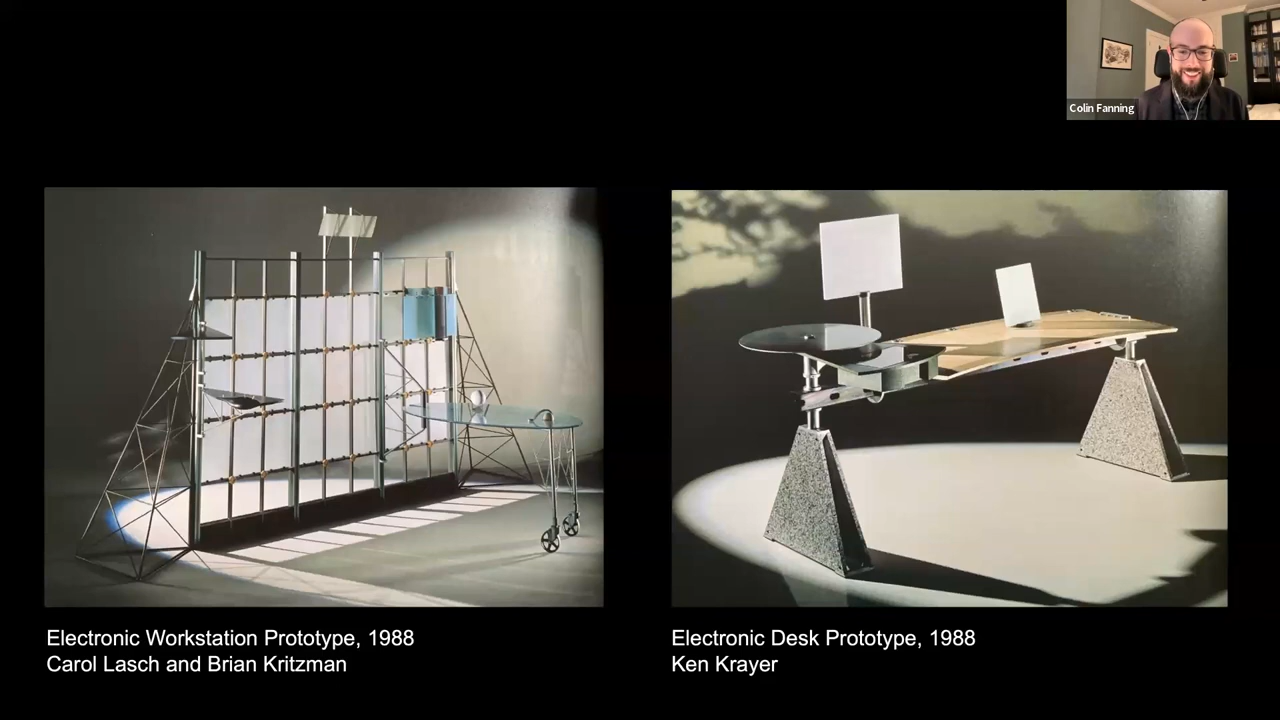 Colin Fanning
Electronic Workstation Prototype, 1988
Carol Lasch and Brian Kritzman
Electronic Desk Prototype, 1988
Ken Krayer